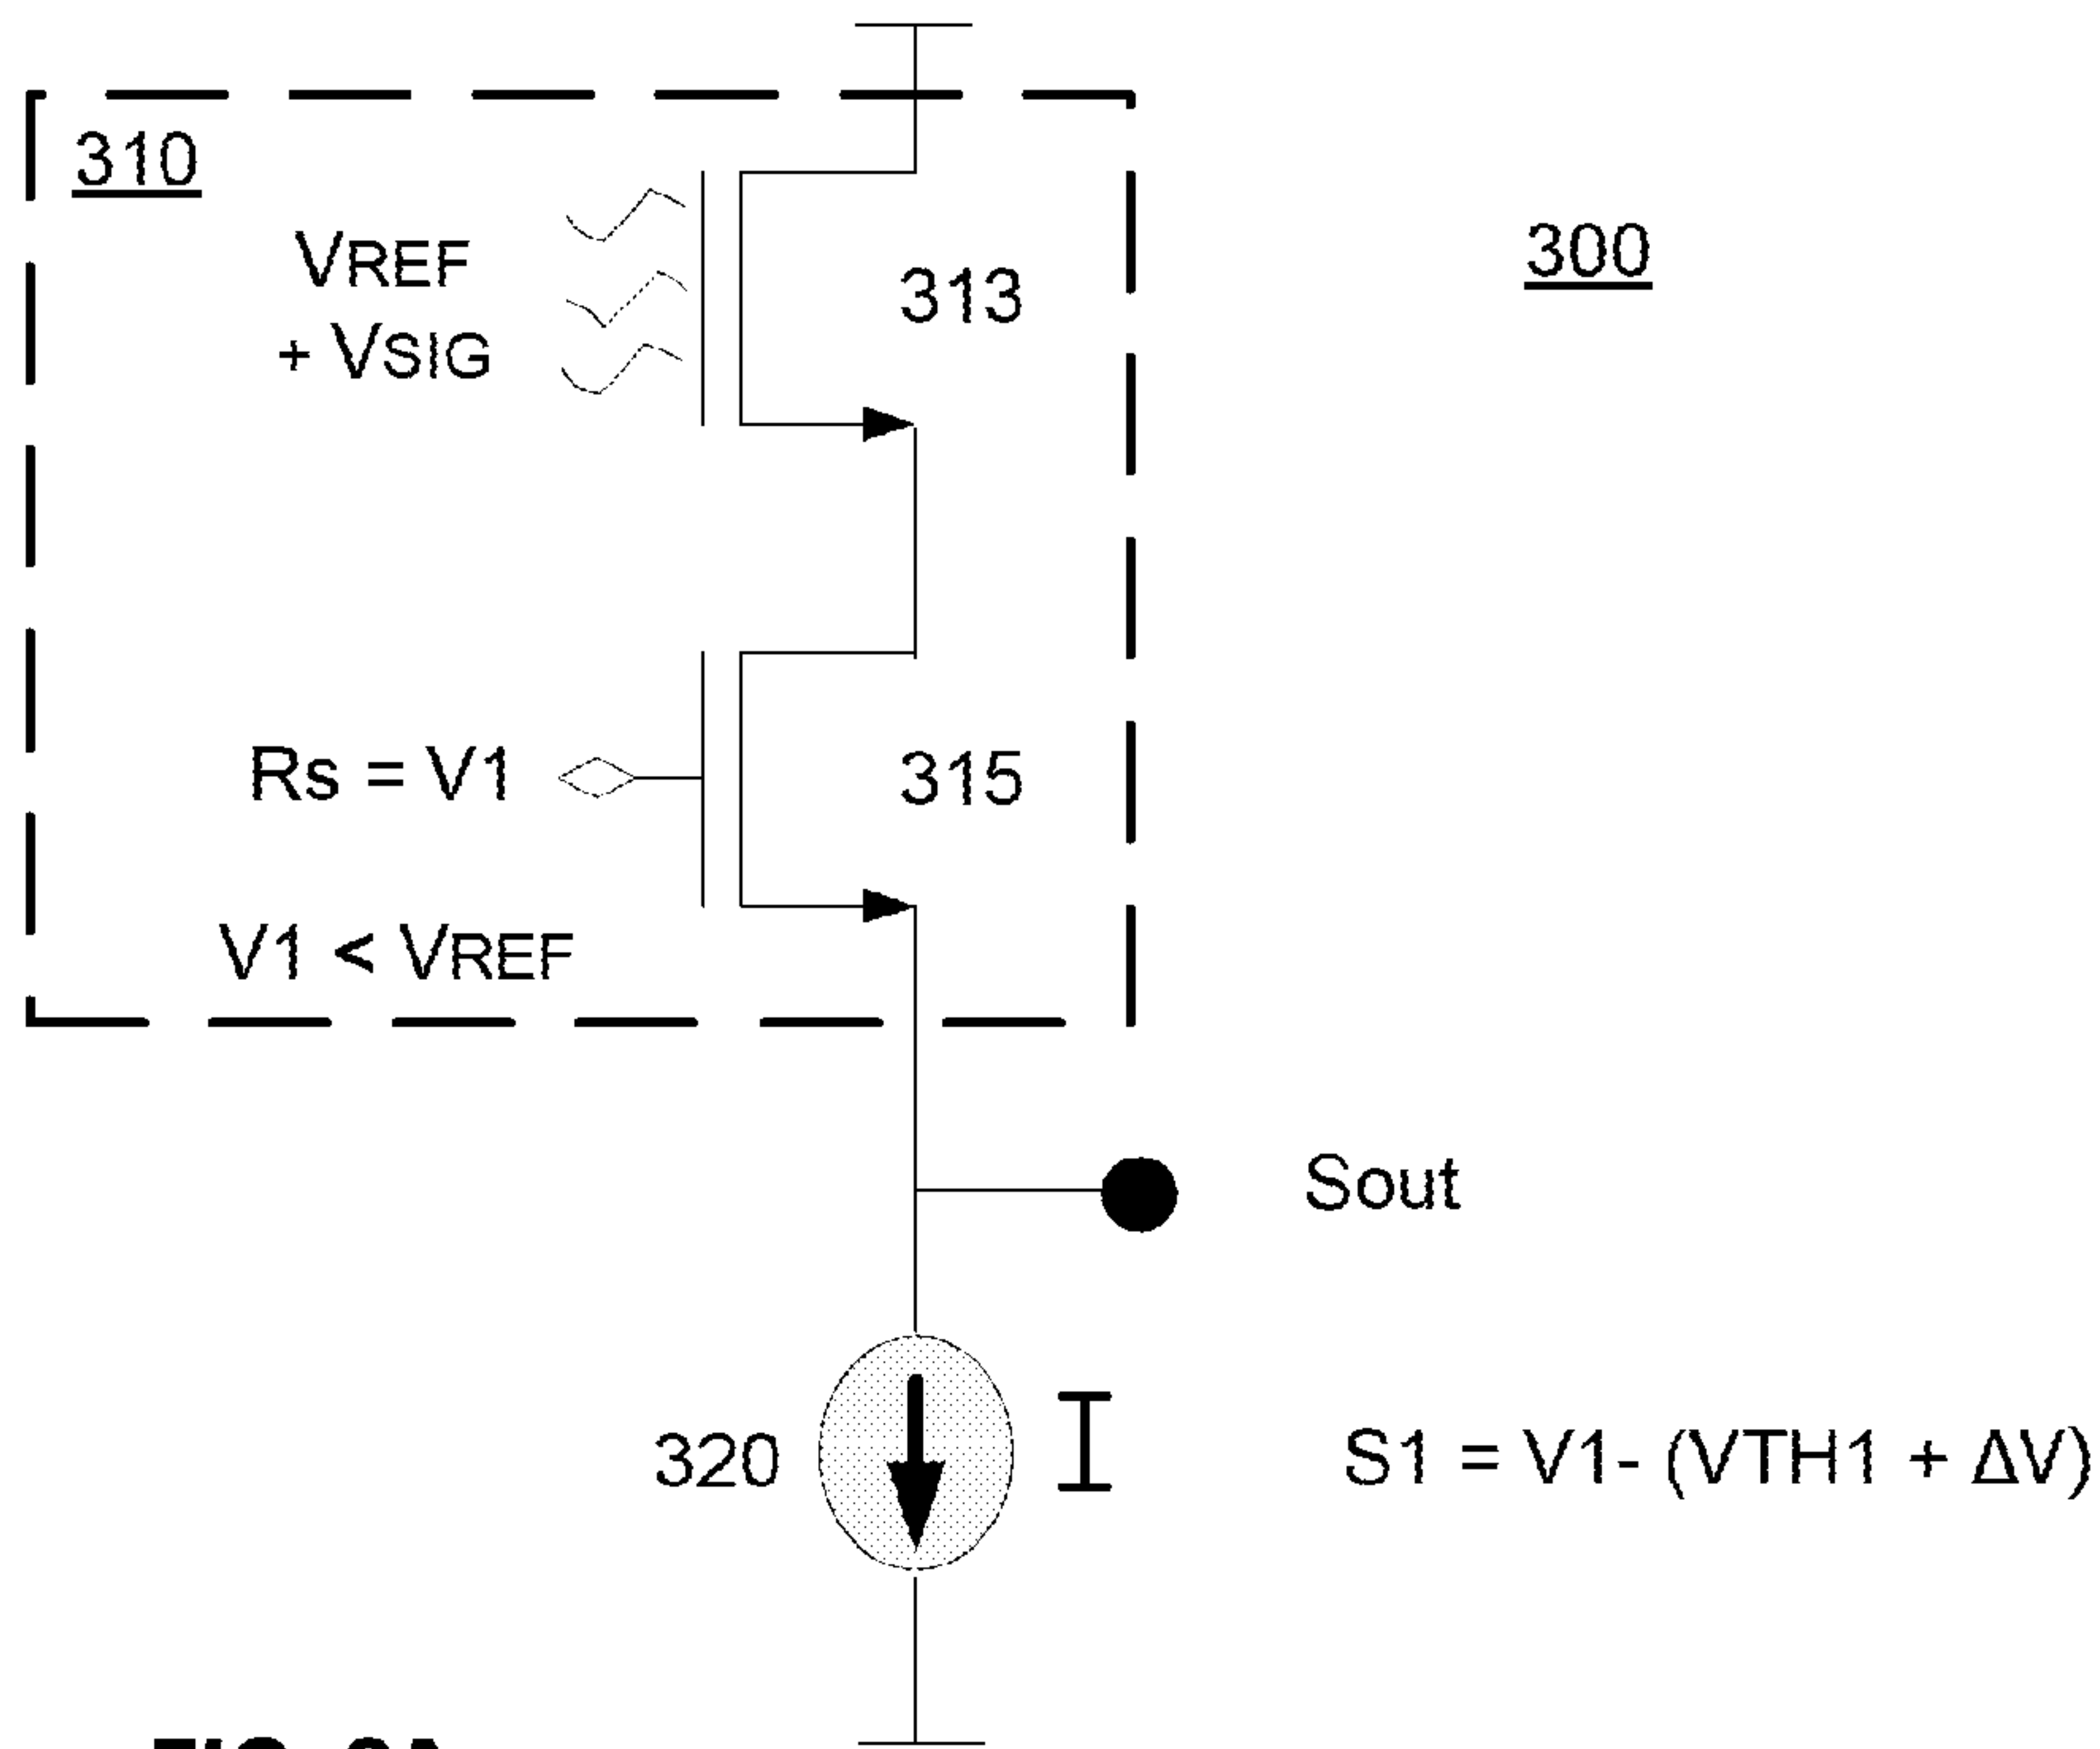 310
VREF
+ VSIG
313
300
Rs = V1
315
V1 < VREF
Sout
320
I
S1 = V1- (VTH1 + ΔV)